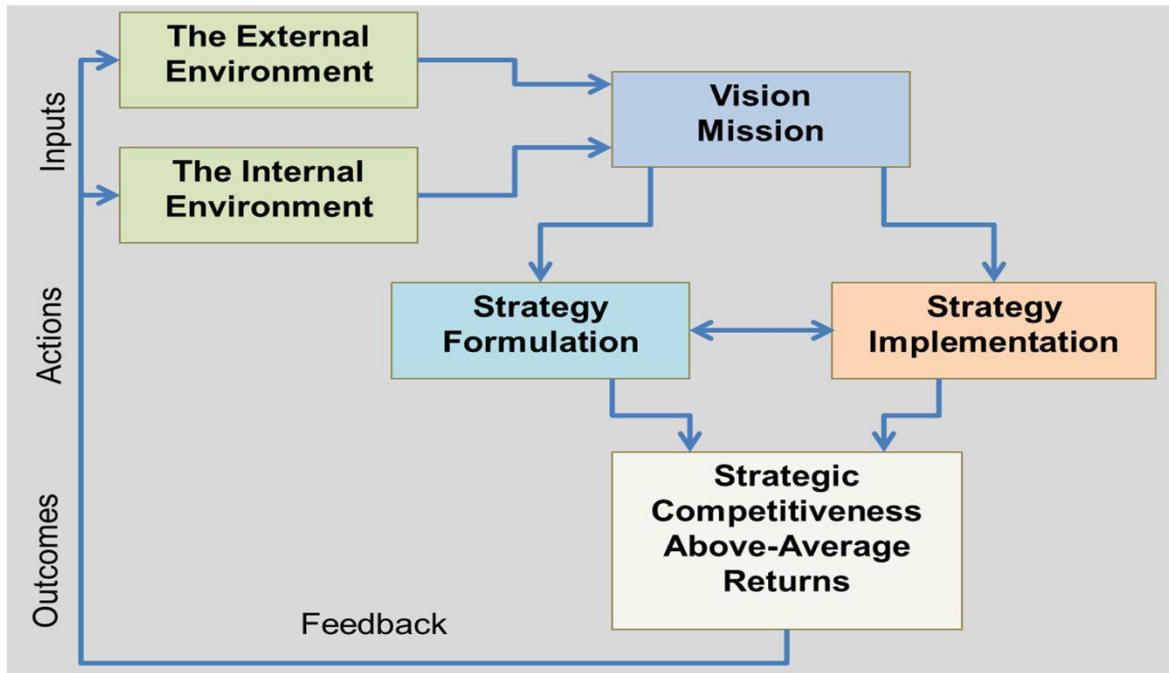 The External
Environment
Inputs
Vision
Mission
The Internal
Environment
Actions
Strategy
Formulation
Strategy
Implementation
Outcomes
Strategic
Competitiveness
Above-Average
Returns
Feedback